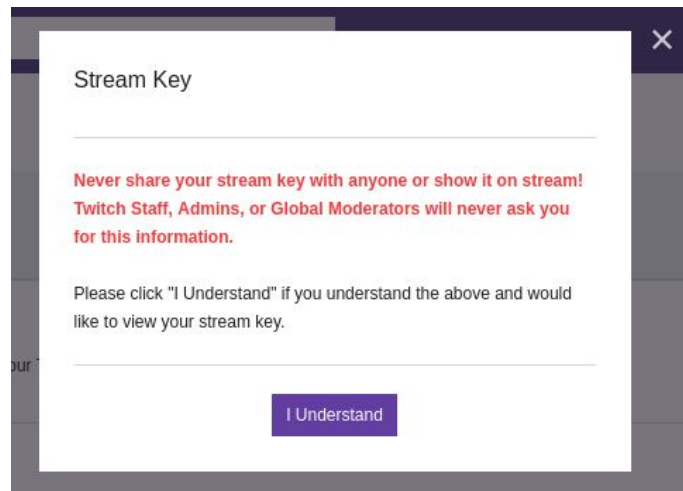 Stream Key
Never share your stream key with anyone or show it on stream!
Twitch Staff, Admins, or Global Moderators will never ask you
for this information.
Please click "I Understand" if you understand the above and would
like to view your stream key.
I Understand